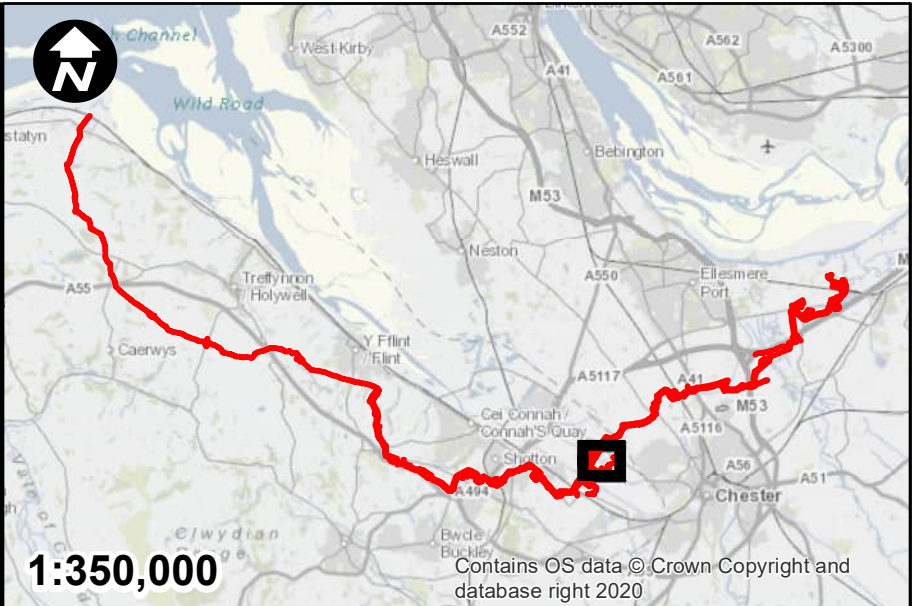 h Channel
A552
A562
A5300
West Kirby
A41
A561
N
Wild Road
statyn
Heswall
Bebington
M53
Neston
A550
Ellesmere
Port
M
Treffynnon
/ Holywell
A55
Caerwys
Y Fflint
/ Flint
A5117
A41
M53
Cei Connah /
Connah'S Quay
A5116
Shotton
A56
A51
A494
Chester
Clwydian
Bwcle
Buckley
1:350,000
Contains OS data © Crown Copyright and
database right 2020